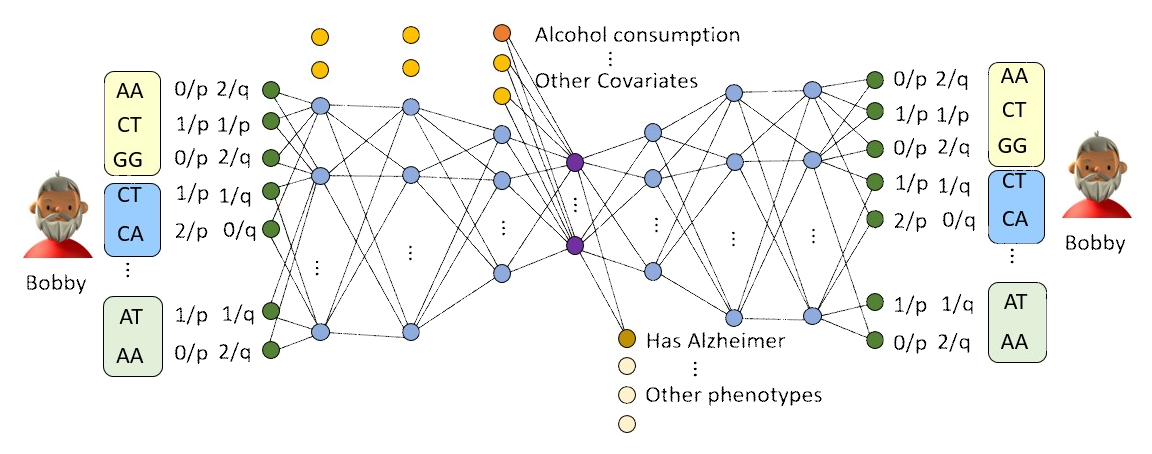 Alcohol consumption
⋮
Other Covariates
AA 0/p 2/q
CT 1/p 1/p
GG 0/p 2/q
CT 1/p 1/q
CA 2/p 0/q
⋮
AT 1/p 1/q
AA 0/p 2/q
Bobby
0/p 2/q AA
1/p 1/p CT
0/p 2/q GG
1/p 1/q CT
2/p 0/q CA
⋮
1/p 1/q AT
0/p 2/q AA
Bobby
Has Alzheimer
⋮
Other phenotypes